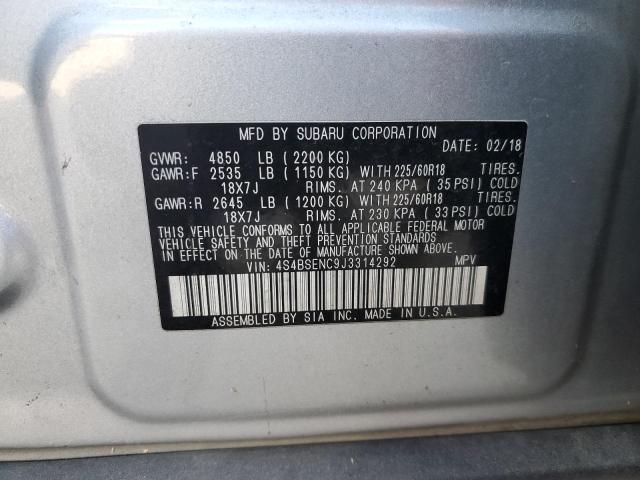 MFD BY SUBARU CORPORATION
DATE: 02/18
GVWR: 4850 LB (2200 KG)
GAWR:F 2535 LB (1150 KG) WITH 225/60R18 TIRES.
18X7J RIMS. AT 240 KPA (35 PSI) COLD
GAWR:R 2645 LB (1200 KG) WITH 225/60R18 TIRES.
18X7J RIMS. AT 230 KPA (33 PSI) COLD
THIS VEHICLE CONFORMS TO ALL APPLICABLE FEDERAL MOTOR
VEHICLE SAFETY AND THEFT PREVENTION STANDARDS
IN EFFECT ON THE DATE OF MANUFACTURE SHOWN ABOVE.
VIN: 4S4BSENC9J3314292 MPV
ASSEMBLED BY SIA INC. MADE IN U.S.A.